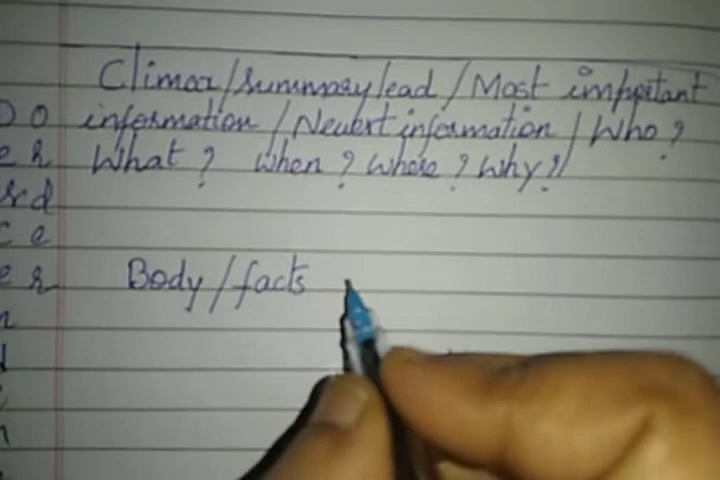 Climax/summary lead/Most important
D o information/Newest information/Who?
e r What? When? Where? Why?
r d
c e
e r Body/facts
n